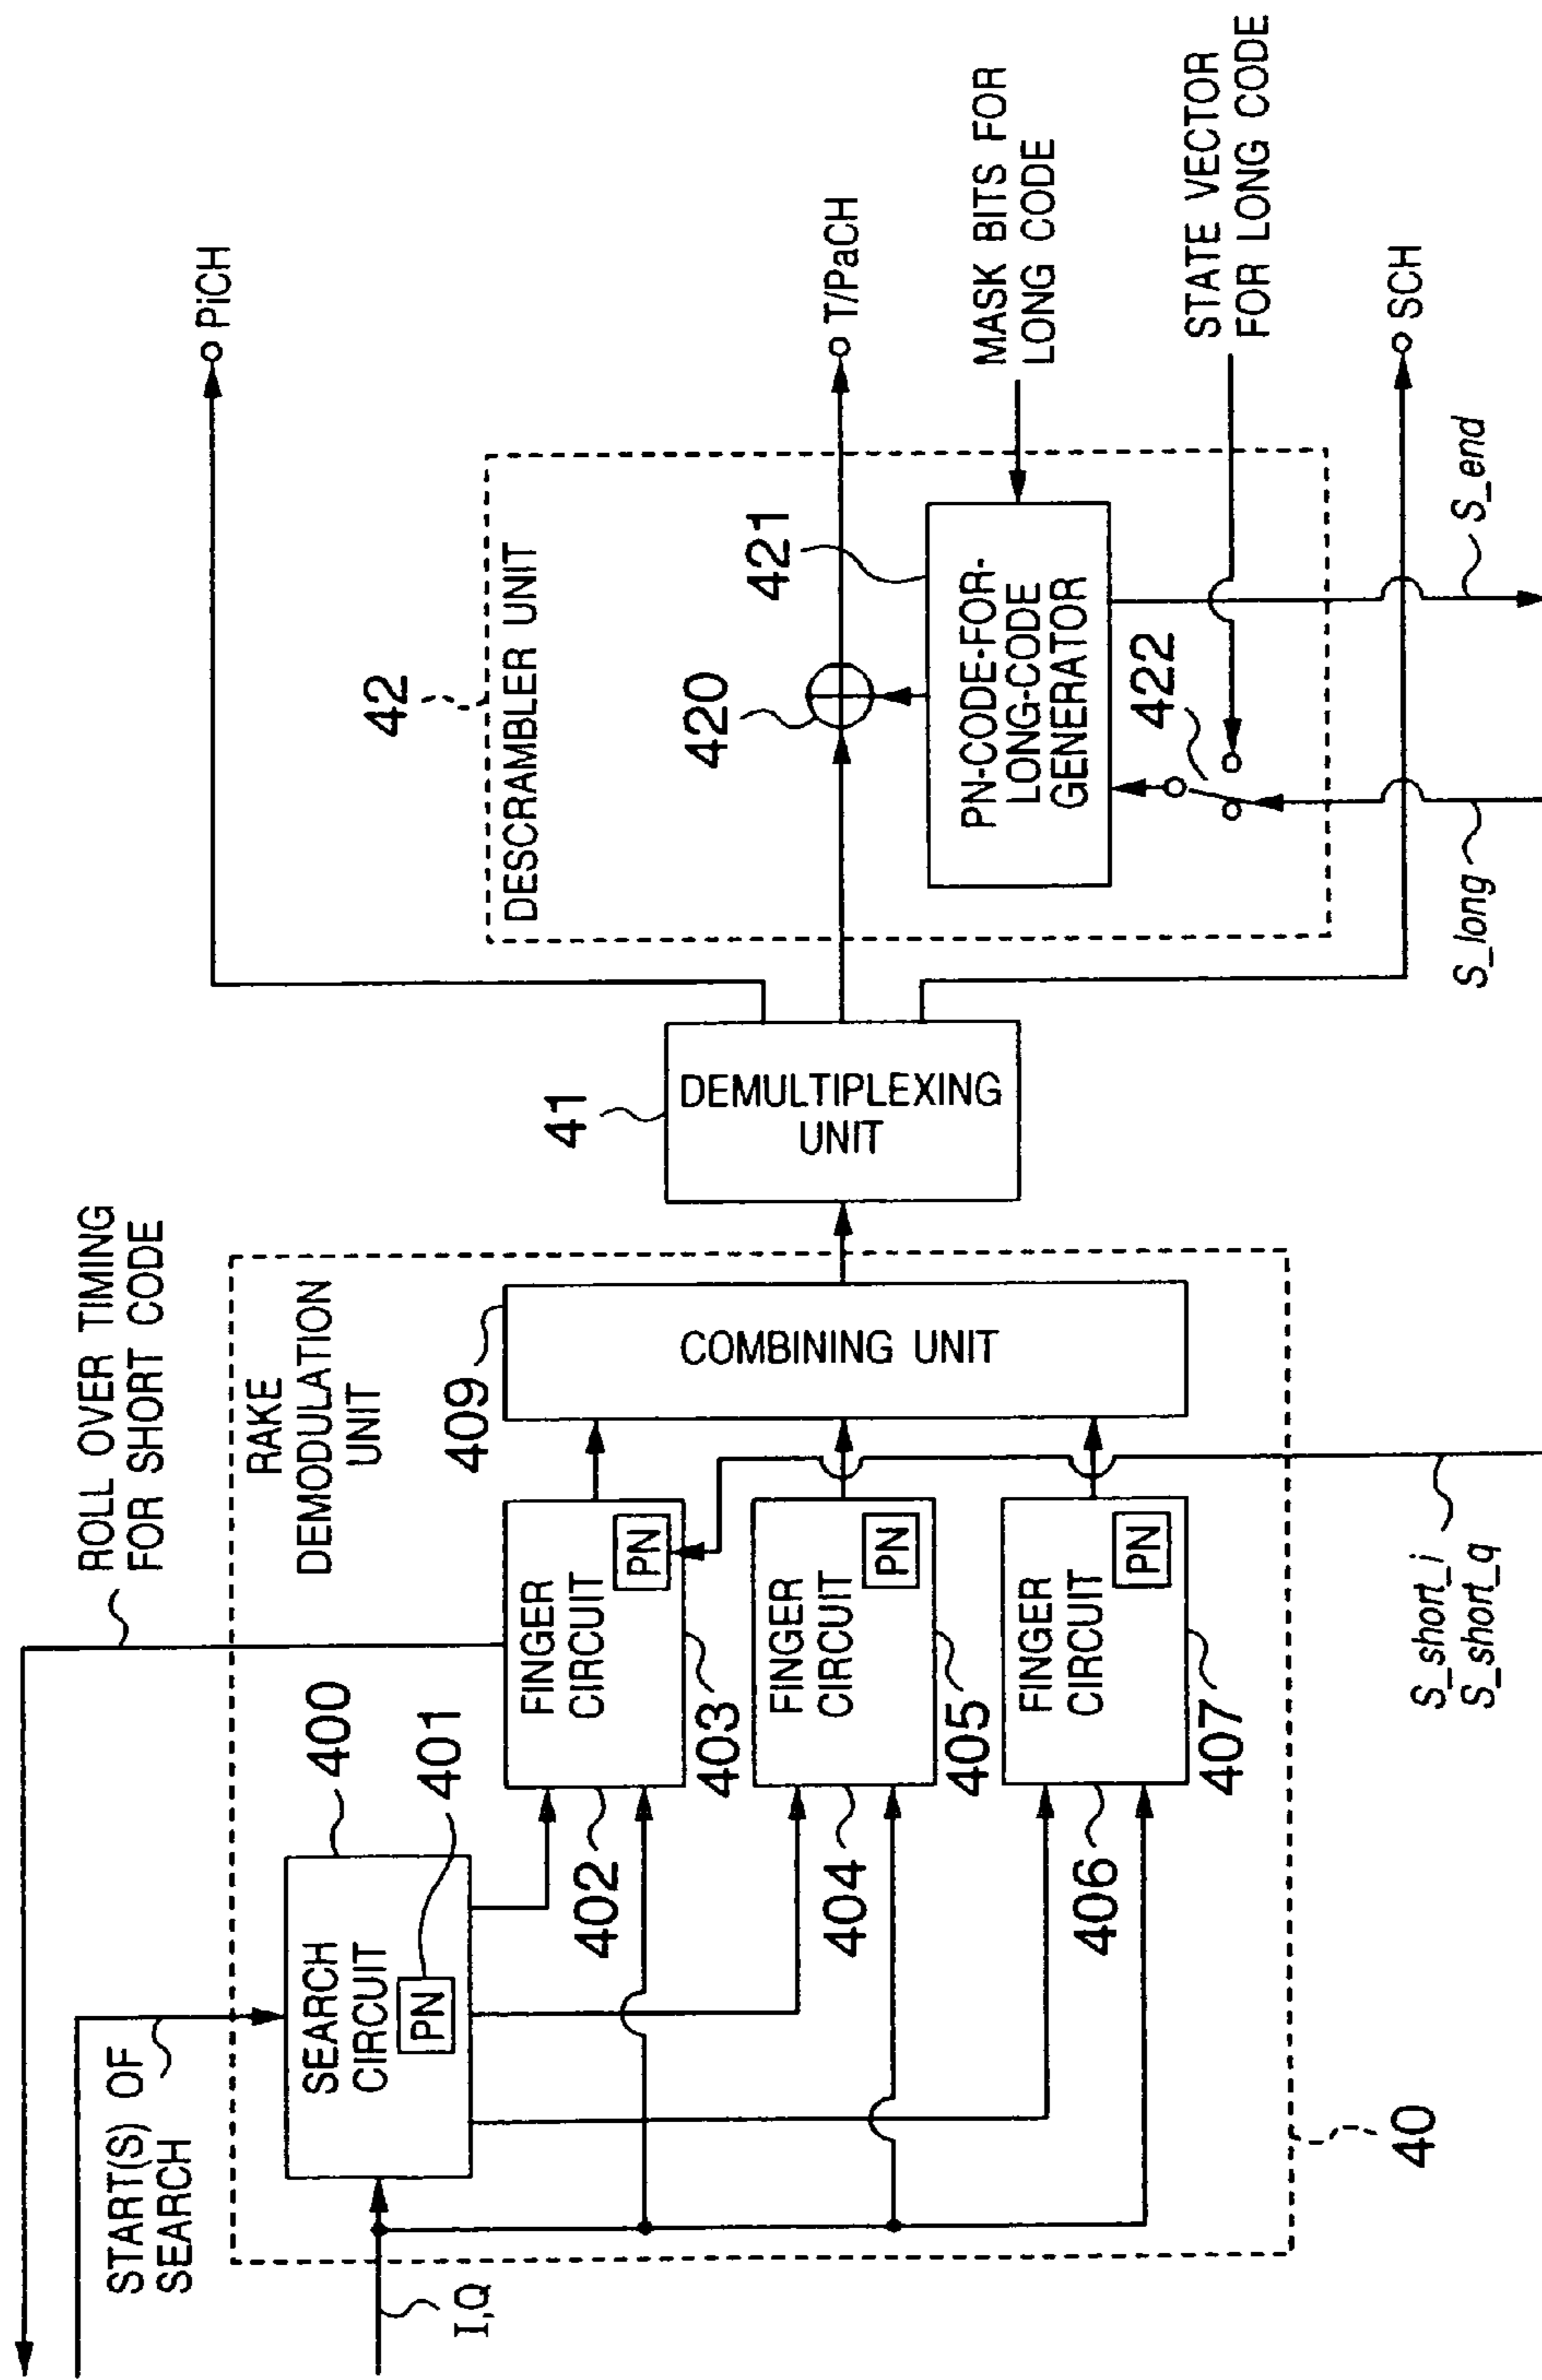 ROLL OVER TIMING
FOR SHORT CODE
START(S) OF
SEARCH
I,Q
RAKE
DEMODULATION
UNIT
40
SEARCH
CIRCUIT
PN
400
401
FINGER
CIRCUIT
PN
402
403
FINGER
CIRCUIT
PN
404
405
FINGER
CIRCUIT
PN
406
407
409
COMBINING UNIT
S_short_i
S_short_q
41
DEMULTIPLEXING
UNIT
42
DESCRAMBLER UNIT
420
421
PN-CODE-FOR-
LONG-CODE
GENERATOR
422
S_long
S_end
PiCH
T/PaCH
MASK BITS FOR
LONG CODE
STATE VECTOR
FOR LONG CODE
SCH